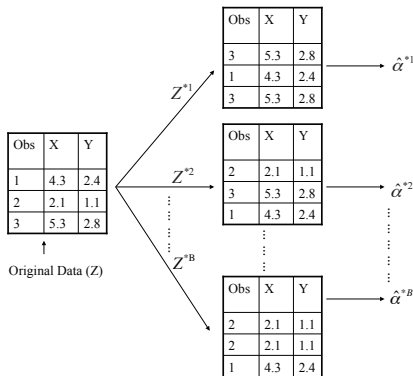 Obs X Y
3 5.3 2.8
1 4.3 2.4
3 5.3 2.8
Z*1
α̂*1
Obs X Y
1 4.3 2.4
2 2.1 1.1
3 5.3 2.8
Original Data (Z)
Z*2
Obs X Y
2 2.1 1.1
3 5.3 2.8
1 4.3 2.4
α̂*2
Z*B
Obs X Y
2 2.1 1.1
2 2.1 1.1
1 4.3 2.4
α̂*B